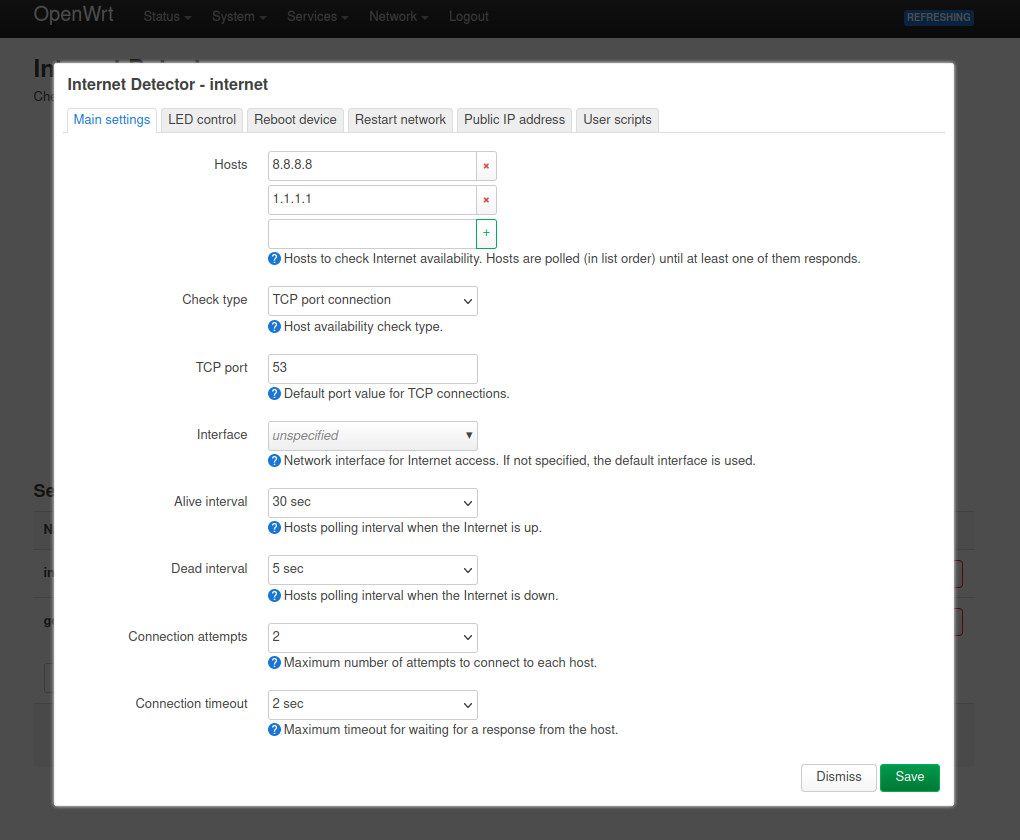 OpenWrt Status System Services Network Logout REFRESHING
Internet Detector - internet
Main settings LED control Reboot device Restart network Public IP address User scripts
Hosts 8.8.8.8 ×
1.1.1.1 ×
+
Hosts to check Internet availability. Hosts are polled (in list order) until at least one of them responds.
Check type TCP port connection
Host availability check type.
TCP port 53
Default port value for TCP connections.
Interface unspecified
Network interface for Internet access. If not specified, the default interface is used.
Alive interval 30 sec
Hosts polling interval when the Internet is up.
Dead interval 5 sec
Hosts polling interval when the Internet is down.
Connection attempts 2
Maximum number of attempts to connect to each host.
Connection timeout 2 sec
Maximum timeout for waiting for a response from the host.
Dismiss Save